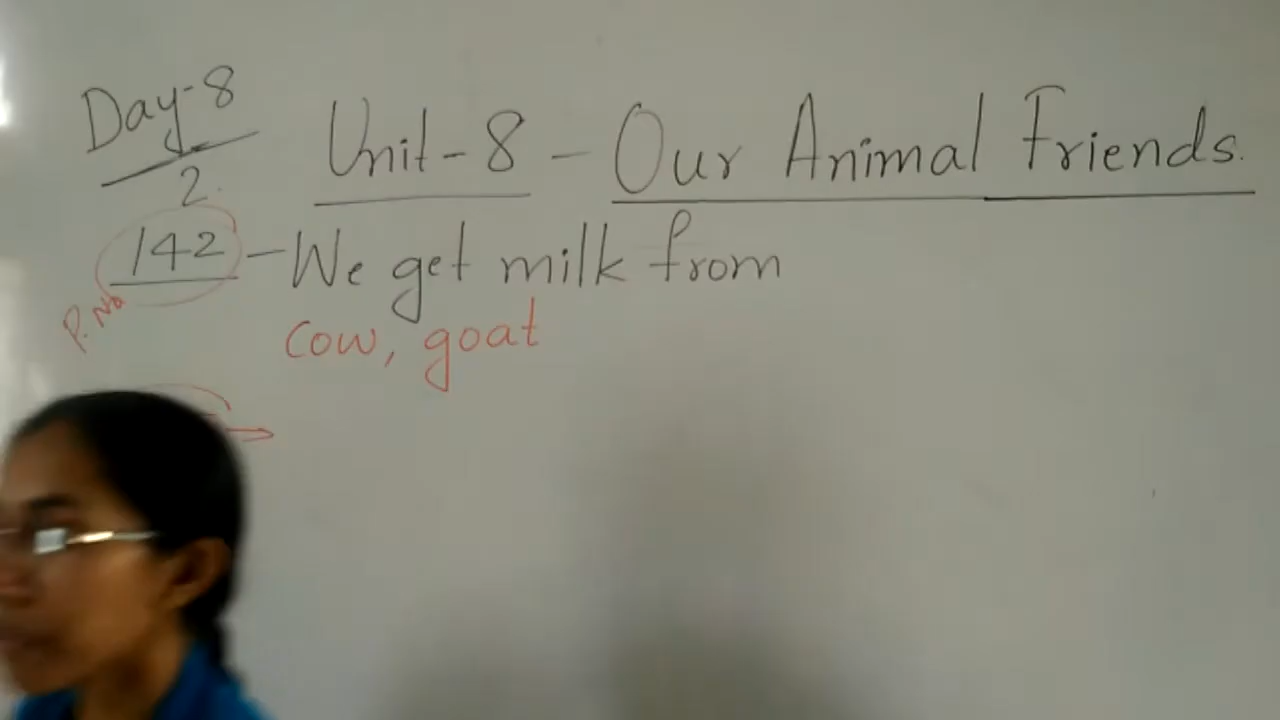 Day-8
2
Unit-8 - Our Animal Friends.
P.No 142 - We get milk from
Cow, goat